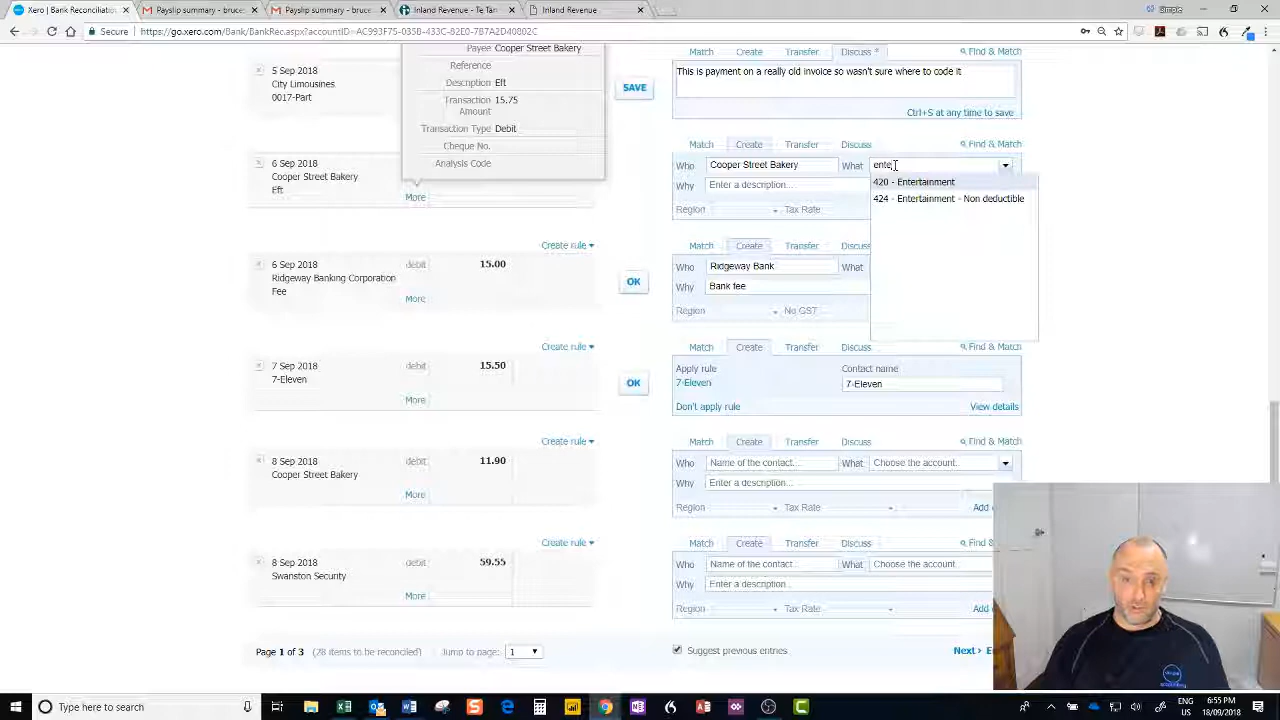 Xero | Bank Reconciliation
Payslip summary - bruce
Payslip summary - bruce
Inland Revenue - Te Tari
Inland Revenue
Secure
https://go.xero.com/Bank/BankRec.aspx?accountID=AC993F75-035B-433C-B2E0-7B7A2D40802C
Payee Cooper Street Bakery
Reference
Description Eft
Transaction Amount 15.75
Transaction Type Debit
Cheque No.
Analysis Code
5 Sep 2018
City Limousines
0017-Part
SAVE
Match Create Transfer Discuss * Find & Match
This is payment on a really old invoice so wasn't sure where to code it
Ctrl+S at any time to save
6 Sep 2018
Cooper Street Bakery
Eft
More
Match Create Transfer Discuss Find & Match
Who Cooper Street Bakery What ente
Why Enter a description...
Region Tax Rate
420 - Entertainment
424 - Entertainment - Non deductible
Create rule
6 Sep 2018 debit 15.00
Ridgeway Banking Corporation
Fee
More
OK
Match Create Transfer
Who Ridgeway Bank What
Why Bank fee
Region No GST
Create rule
7 Sep 2018 debit 15.50
7-Eleven
More
OK
Match Create Transfer Discuss Find & Match
Apply rule Contact name
7-Eleven 7-Eleven
Don't apply rule View details
Create rule
8 Sep 2018 debit 11.90
Cooper Street Bakery
More
Match Create Transfer Discuss Find & Match
Who Name of the contact... What Choose the account..
Why Enter a description...
Region Tax Rate Add
Create rule
8 Sep 2018 debit 59.55
Swanston Security
More
Match Create Transfer Discuss Find & Match
Who Name of the contact... What Choose the account..
Why Enter a description...
Region Tax Rate Add
Page 1 of 3 (28 items to be reconciled) Jump to page: 1
Suggest previous entries
Next >
Type here to search
ENG
US
6:55 PM
18/09/2018